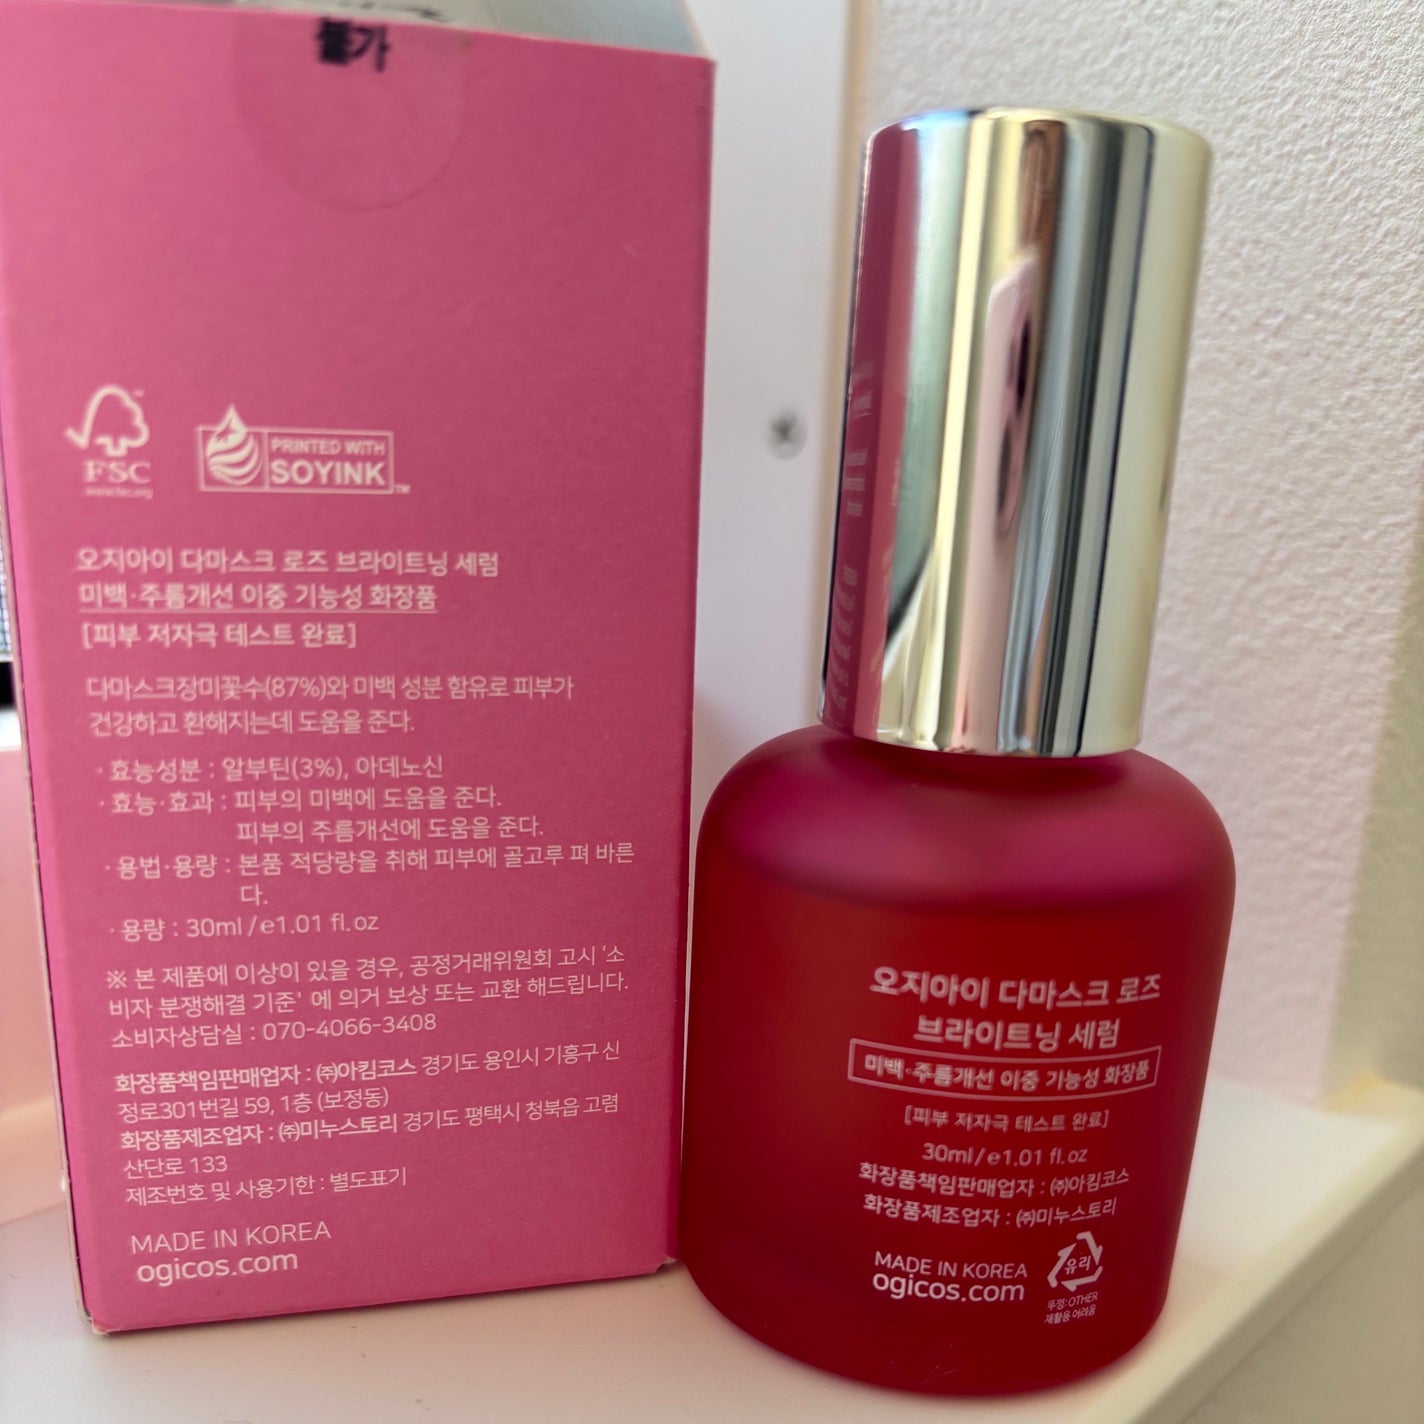 불가
FSC
www.fsc.org
PRINTED WITH
SOYINK
TM
오지아이 다마스크 로즈 브라이트닝 세럼
미백·주름개선 이중 기능성 화장품
[피부 저자극 테스트 완료]
다마스크장미꽃수(87%)와 미백 성분 함유로 피부가
건강하고 환해지는데 도움을 준다.
· 효능성분 : 알부틴(3%), 아데노신
· 효능·효과 : 피부의 미백에 도움을 준다.
피부의 주름개선에 도움을 준다.
· 용법·용량 : 본품 적당량을 취해 피부에 골고루 펴 바른
다.
· 용량 : 30ml/e1.01 fl.oz
※ 본 제품에 이상이 있을 경우, 공정거래위원회 고시 '소
비자 분쟁해결 기준' 에 의거 보상 또는 교환 해드립니다.
소비자상담실 : 070-4066-3408
화장품책임판매업자 : ㈜아킴코스 경기도 용인시 기흥구 신
정로301번길 59, 1층 (보정동)
화장품제조업자 : ㈜미누스토리 경기도 평택시 청북읍 고렴
산단로 133
제조번호 및 사용기한 : 별도표기
MADE IN KOREA
ogicos.com
오지아이 다마스크 로즈
브라이트닝 세럼
미백·주름개선 이중 기능성 화장품
[피부 저자극 테스트 완료]
30ml/e1.01 fl.oz
화장품책임판매업자 : ㈜아킴코스
화장품제조업자 : ㈜미누스토리
MADE IN KOREA
ogicos.com
유리
뚜껑:OTHER
재활용 어려움